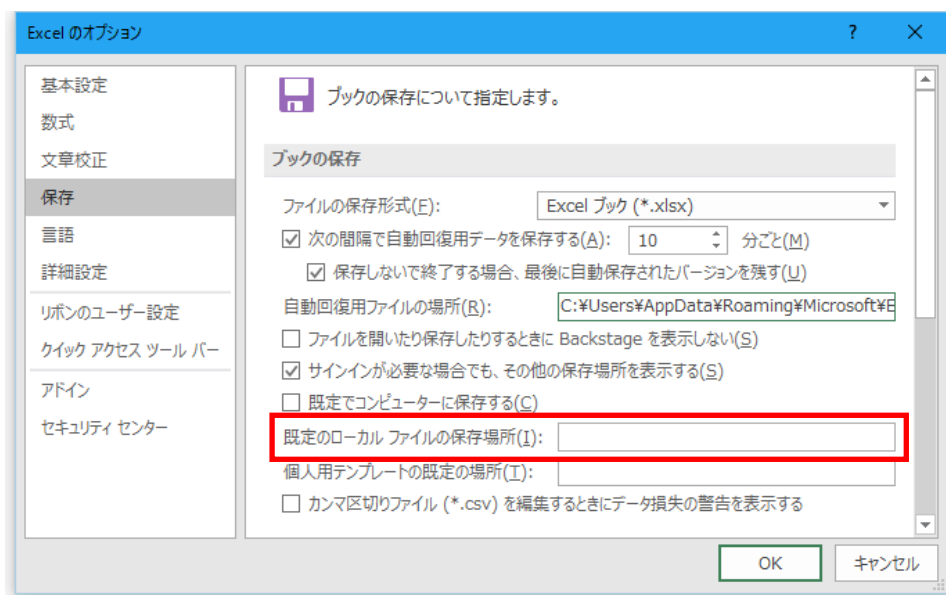 Excel のオプション ? ×
基本設定
数式
文章校正
保存
言語
詳細設定
リボンのユーザー設定
クイック アクセス ツール バー
アドイン
セキュリティ センター
ブックの保存について指定します。
ブックの保存
ファイルの保存形式(F): Excel ブック (*.xlsx)
次の間隔で自動回復用データを保存する(A): 10 分ごと(M)
保存しないで終了する場合、最後に自動保存されたバージョンを残す(U)
自動回復用ファイルの場所(R): C:¥Users¥AppData¥Roaming¥Microsoft¥E
ファイルを開いたり保存したりするときに Backstage を表示しない(S)
サインインが必要な場合でも、その他の保存場所を表示する(S)
既定でコンピューターに保存する(C)
既定のローカル ファイルの保存場所(I):
個人用テンプレートの既定の場所(T):
カンマ区切りファイル (*.csv) を編集するときにデータ損失の警告を表示する
OK キャンセル